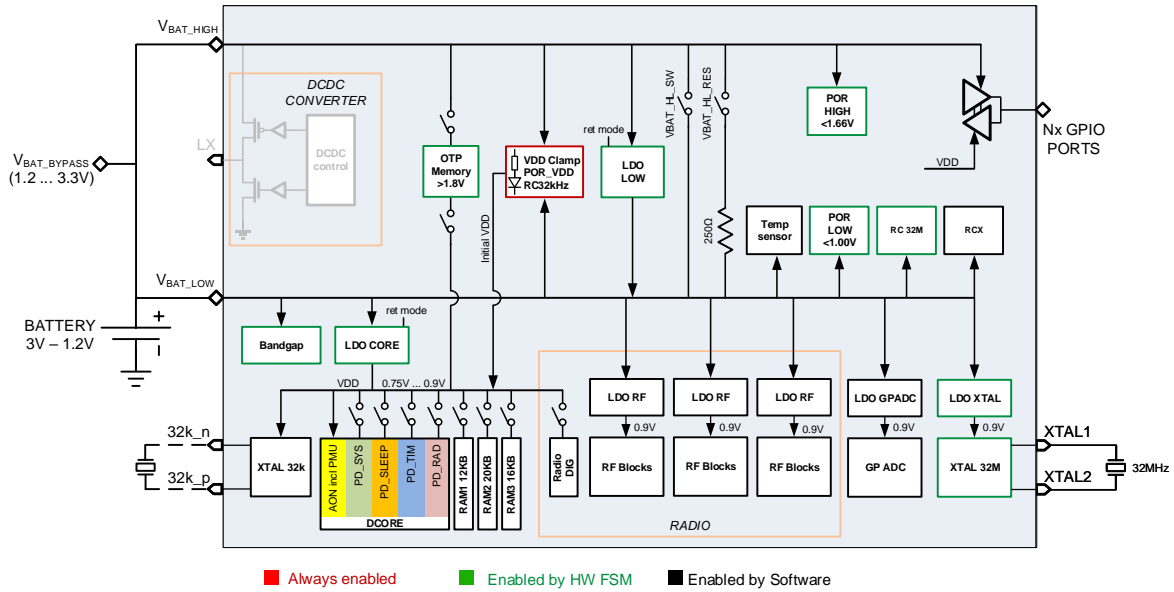 VBAT_HIGH
DCDC
CONVERTER
LX
DCDC
control
VBAT_BYPASS
(1.2 ... 3.3V)
OTP
Memory
>1.8V
VDD Clamp
POR_VDD
RC32kHz
ret mode
LDO
LOW
VBAT_HL_SW
VBAT_HL_RES
POR
HIGH
<1.66V
Nx GPIO
PORTS
VDD
Initial VDD
250Ω
Temp
sensor
POR
LOW
<1.00V
RC 32M
RCX
VBAT_LOW
BATTERY
3V – 1.2V
+
Bandgap
LDO CORE
ret mode
VDD
0.75V ... 0.9V
LDO RF
LDO RF
LDO RF
LDO GPADC
LDO XTAL
0.9V
0.9V
0.9V
0.9V
0.9V
32k_n
32k_p
XTAL 32k
AON incl PMU
PD_SYS
PD_SLEEP
PD_TIM
PD_RAD
DCORE
RAM1 12KB
RAM2 20KB
RAM3 16KB
Radio
DIG
RF Blocks
RF Blocks
RF Blocks
GP ADC
XTAL 32M
XTAL1
XTAL2
32MHz
RADIO
Always enabled
Enabled by HW FSM
Enabled by Software